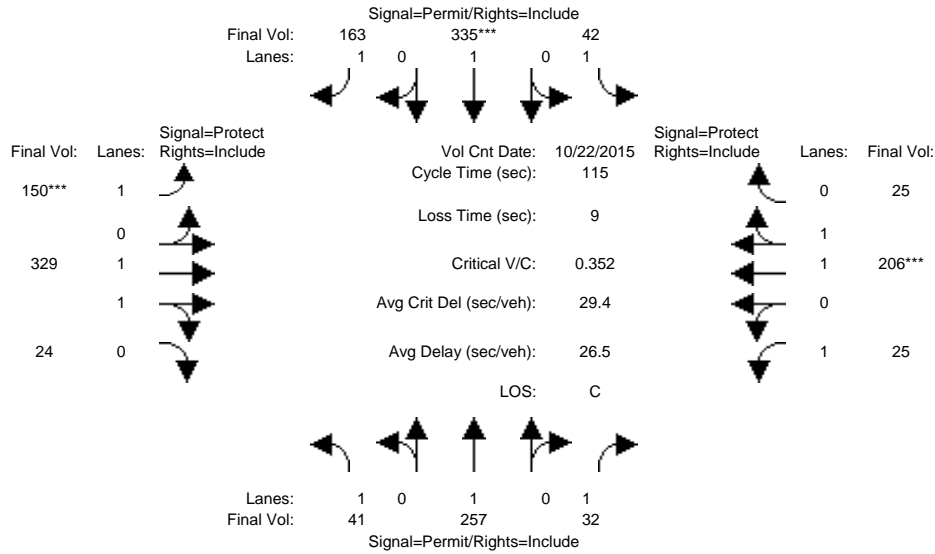 Signal=Permit/Rights=Include
Final Vol: 163 335*** 42
Lanes: 1 0 1 0 1
Signal=Protect Signal=Protect
Final Vol: Lanes: Rights=Include Vol Cnt Date: 10/22/2015 Rights=Include Lanes: Final Vol:
Cycle Time (sec): 115
150*** 1 0 25
Loss Time (sec): 9
0 1
329 1 Critical V/C: 0.352 1 206***
1 Avg Crit Del (sec/veh): 29.4 0
24 0 Avg Delay (sec/veh): 26.5 1 25
LOS: C
Lanes: 1 0 1 0 1
Final Vol: 41 257 32
Signal=Permit/Rights=Include